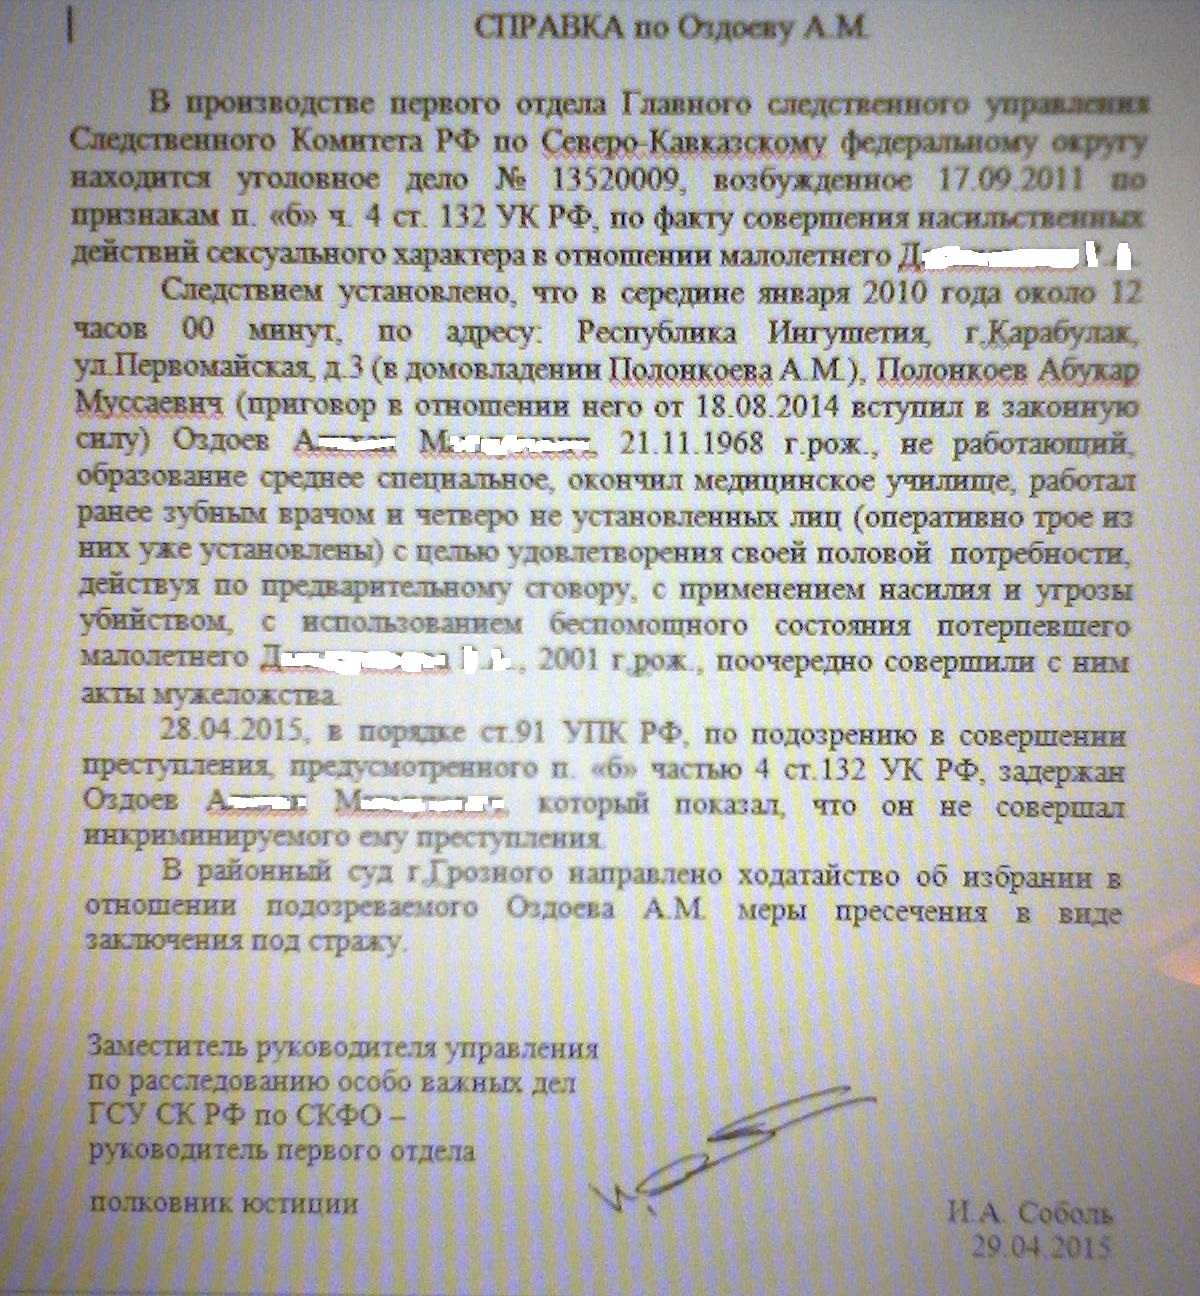 СПРАВКА по Оздоеву А.М.
В производстве первого отдела Главного следственного управления
Следственного Комитета РФ по Северо-Кавказскому федеральному округу
находится уголовное дело № 13520009, возбужденное 17.09.2011 по
признакам п. «б» ч. 4 ст. 132 УК РФ, по факту совершения насильственных
действий сексуального характера в отношении малолетнего Д
Следствием установлено, что в середине января 2010 года около 12
часов 00 минут, по адресу: Республика Ингушетия, г.Карабулак,
ул.Первомайская, д.3 (в домовладении Полонкоева А.М.), Полонкоев Абукар
Муссаевич (приговор в отношении него от 18.08.2014 вступил в законную
силу) Оздоев А М , 21.11.1968 г.рож., не работающий,
образование среднее специальное, окончил медицинское училище, работал
ранее зубным врачом и четверо не установленных лиц (оперативно трое из
них уже установлены) с целью удовлетворения своей половой потребности,
действуя по предварительному сговору, с применением насилия и угрозы
убийством, с использованием беспомощного состояния потерпевшего
малолетнего Д , 2001 г.рож., поочередно совершили с ним
акты мужеложства.
28.04.2015, в порядке ст.91 УПК РФ, по подозрению в совершении
преступления, предусмотренного п. «б» частью 4 ст.132 УК РФ, задержан
Оздоев А М , который показал, что он не совершал
инкриминируемого ему преступления.
В районный суд г.Грозного направлено ходатайство об избрании в
отношении подозреваемого Оздоева А.М. меры пресечения в виде
заключения под стражу.
Заместитель руководителя управления
по расследованию особо важных дел
ГСУ СК РФ по СКФО –
руководитель первого отдела
полковник юстиции
И.А. Соболь
29.04.2015